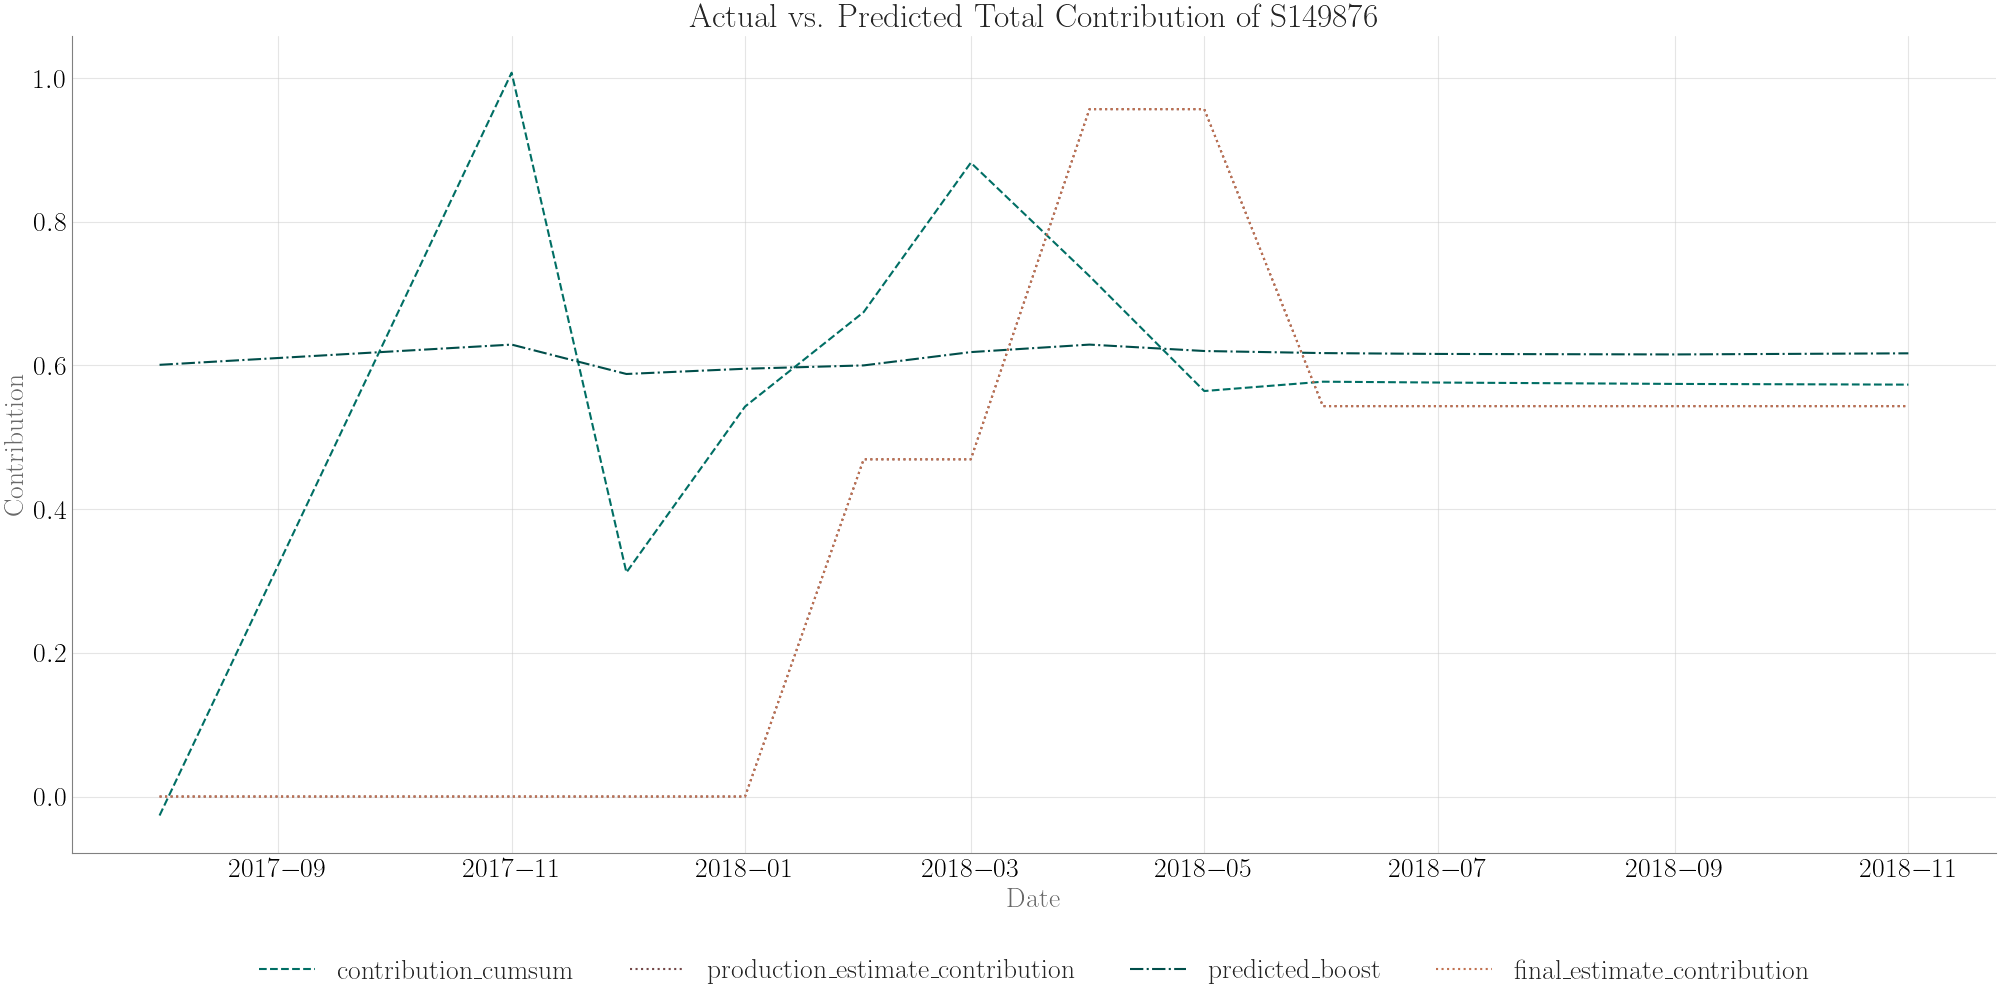 Actual vs. Predicted Total Contribution of S149876
1.0
0.8
0.6
0.4
0.2
0.0
Contribution
2017–09 2017–11 2018–01 2018–03 2018–05 2018–07 2018–09 2018–11
Date
contribution_cumsum production_estimate_contribution predicted_boost final_estimate_contribution